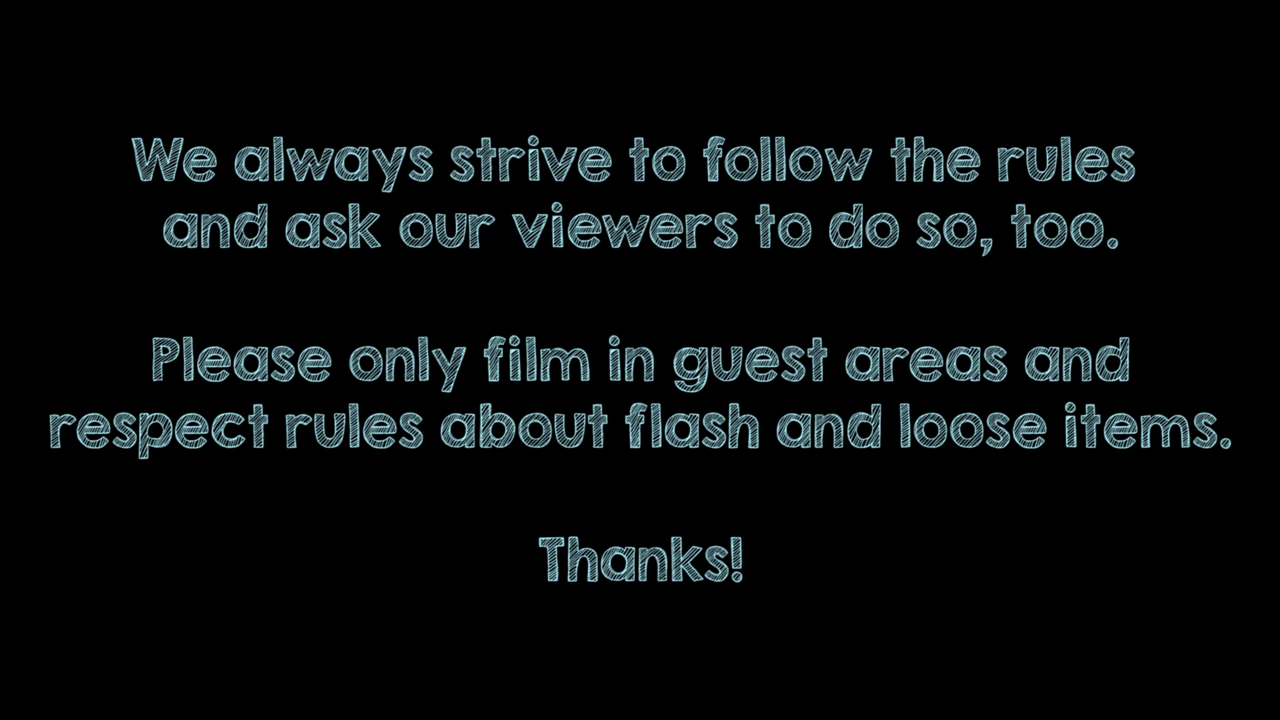 We always strive to follow the rules
and ask our viewers to do so, too.
Please only film in guest areas and
respect rules about flash and loose items.
Thanks!